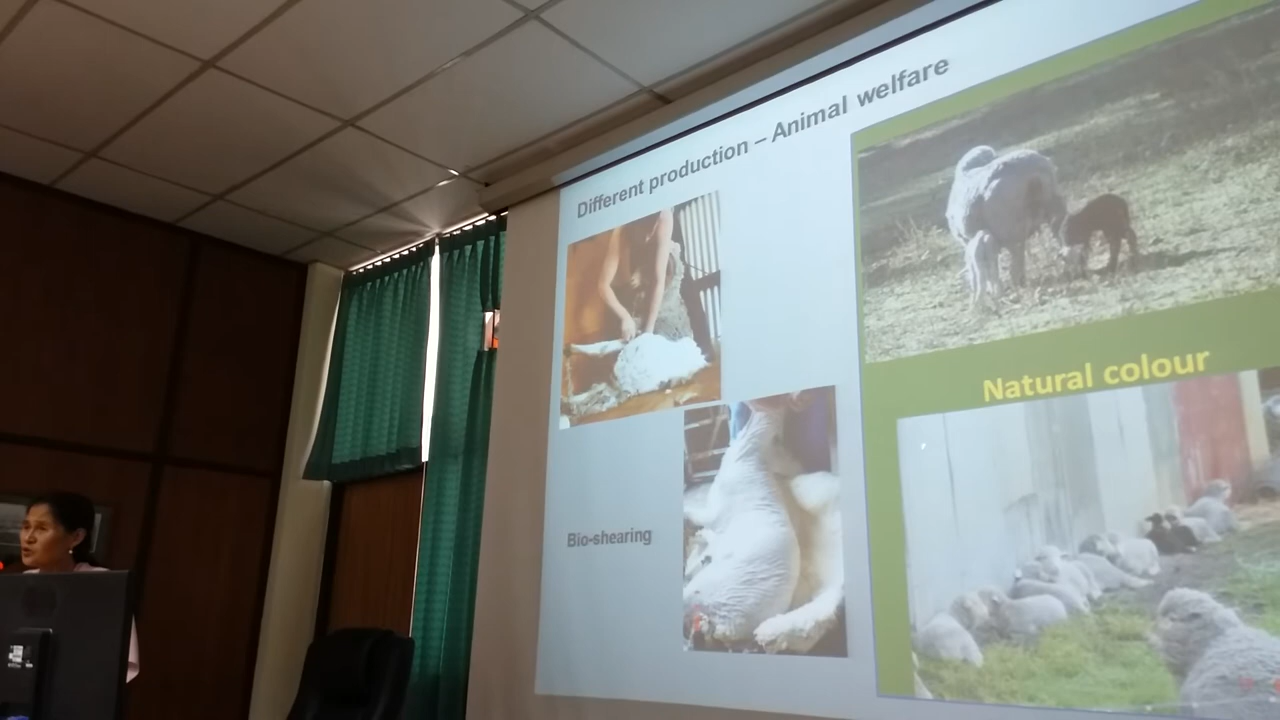 Different production – Animal welfare
Natural colour
Bio-shearing